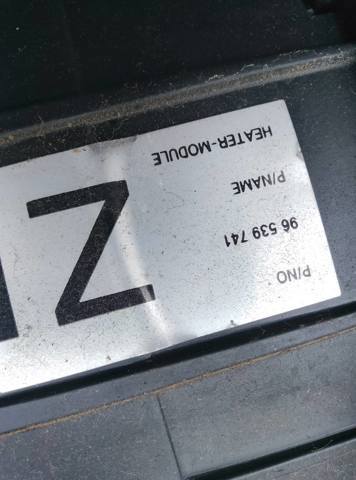 P/NO
96 539 741
P/NAME
HEATER-MODULE
Z